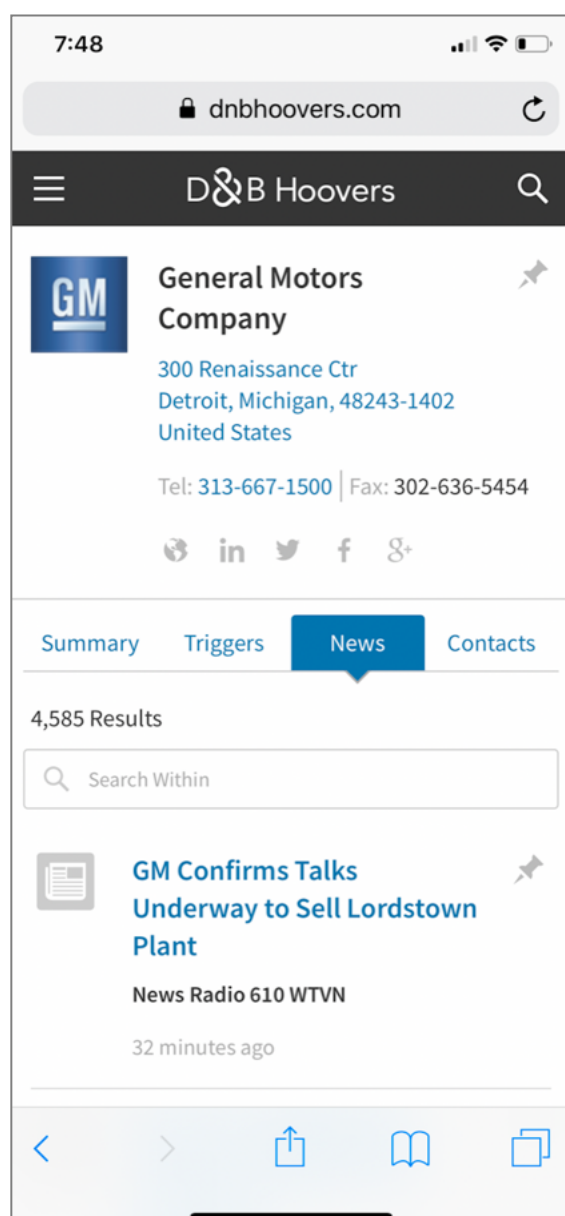 7:48
dnbhoovers.com
D&B Hoovers
GM
General Motors
Company
300 Renaissance Ctr
Detroit, Michigan, 48243-1402
United States
Tel: 313-667-1500 | Fax: 302-636-5454
in f g+
Summary Triggers News Contacts
4,585 Results
Search Within
GM Confirms Talks
Underway to Sell Lordstown
Plant
News Radio 610 WTVN
32 minutes ago